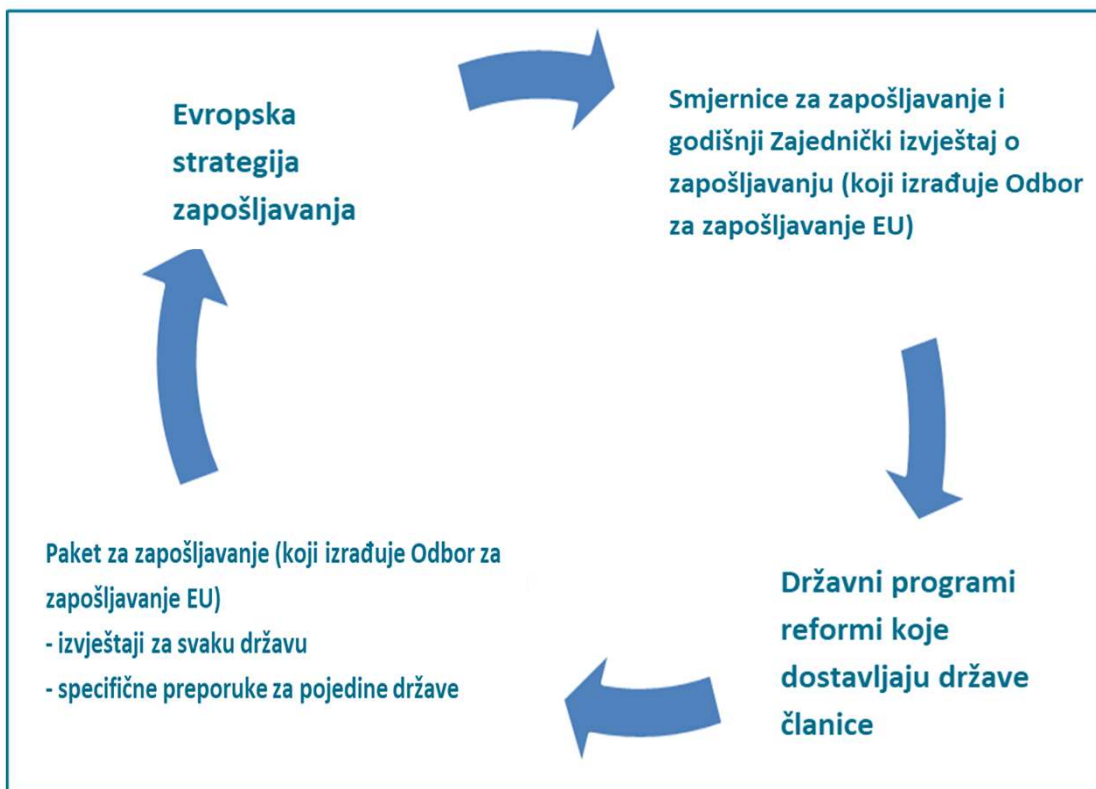 Evropska
strategija
zapošljavanja
Smjernice za zapošljavanje i
godišnji Zajednički izvještaj o
zapošljavanju (koji izrađuje Odbor
za zapošljavanje EU)
Državni programi
reformi koje
dostavljaju države
članice
Paket za zapošljavanje (koji izrađuje Odbor za
zapošljavanje EU)
- izvještaji za svaku državu
- specifične preporuke za pojedine države